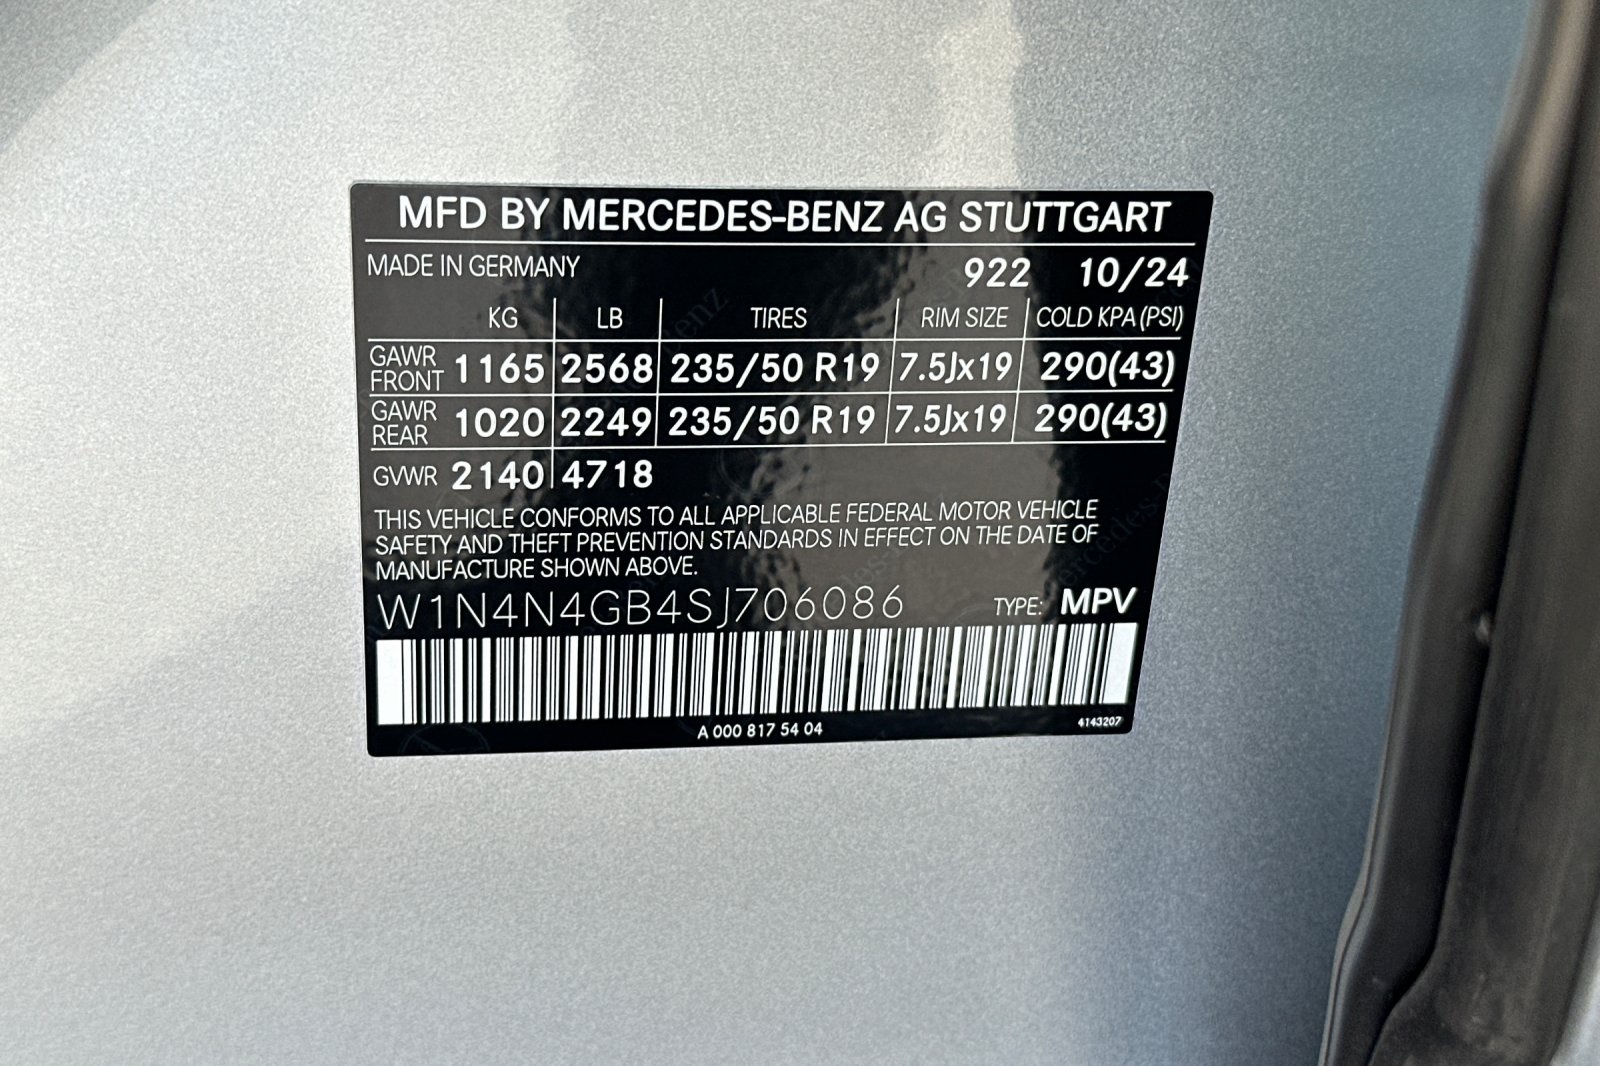 MFD BY MERCEDES-BENZ AG STUTTGART
MADE IN GERMANY 922 10/24
KG LB TIRES RIM SIZE COLD KPA (PSI)
GAWR FRONT 1165 2568 235/50 R19 7.5Jx19 290(43)
GAWR REAR 1020 2249 235/50 R19 7.5Jx19 290(43)
GVWR 2140 4718
THIS VEHICLE CONFORMS TO ALL APPLICABLE FEDERAL MOTOR VEHICLE
SAFETY AND THEFT PREVENTION STANDARDS IN EFFECT ON THE DATE OF
MANUFACTURE SHOWN ABOVE.
W1N4N4GB4SJ706086 TYPE: MPV
A 000 817 54 04 4143207